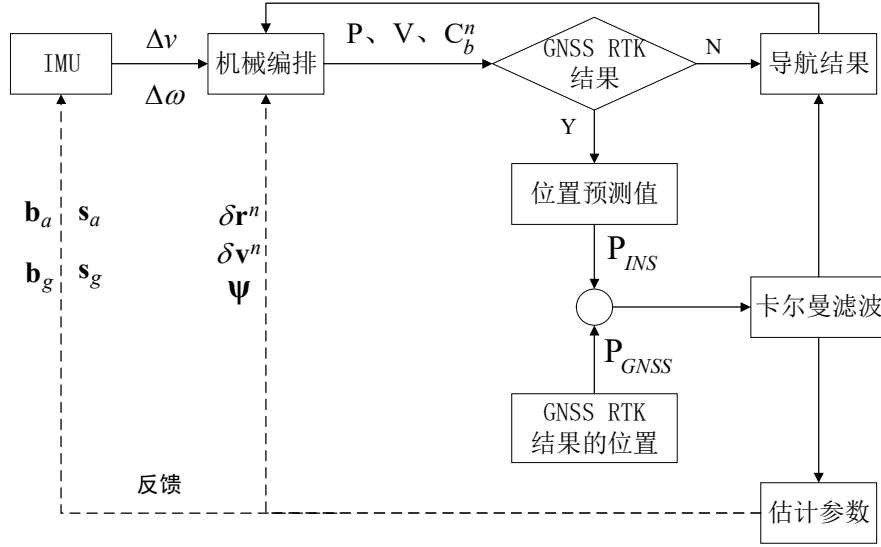 IMU
Δv
Δω
机械编排
P、V、C_b^n
GNSS RTK
结果
N
导航结果
Y
位置预测值
b_a s_a
b_g s_g
δr^n
δv^n
ψ
P_INS
卡尔曼滤波
P_GNSS
GNSS RTK
结果的位置
反馈
估计参数